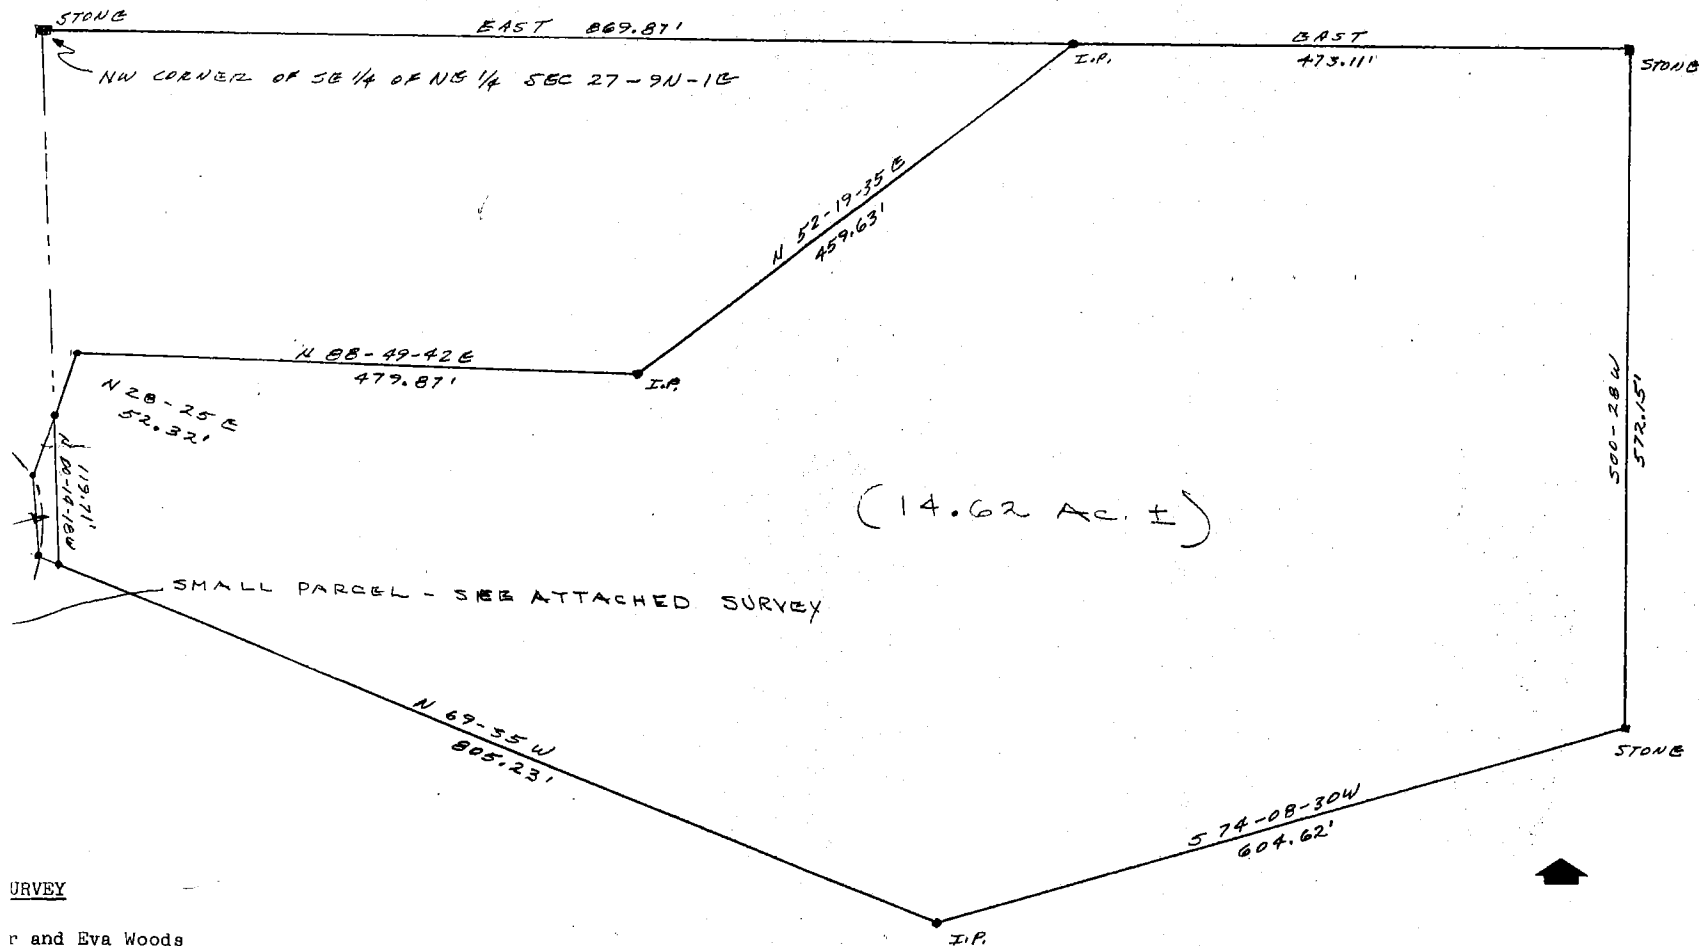 STONE
EAST 869.87'
EAST
473.11'
I.P.
STONE
NW CORNER OF SE 1/4 OF NE 1/4 SEC 27-9N-1E
N 52-19-35 E
459.63'
N 88-49-42 E
479.87'
I.P.
N 28-25 E
52.32'
119.71'
N 00-14-18W
S00-28W
572.15'
(14.62 AC. ±)
SMALL PARCEL - SEE ATTACHED SURVEY
N 69-35 W
805.23'
STONE
S 74-08-30W
604.62'
I.P.
URVEY
r and Eva Woods